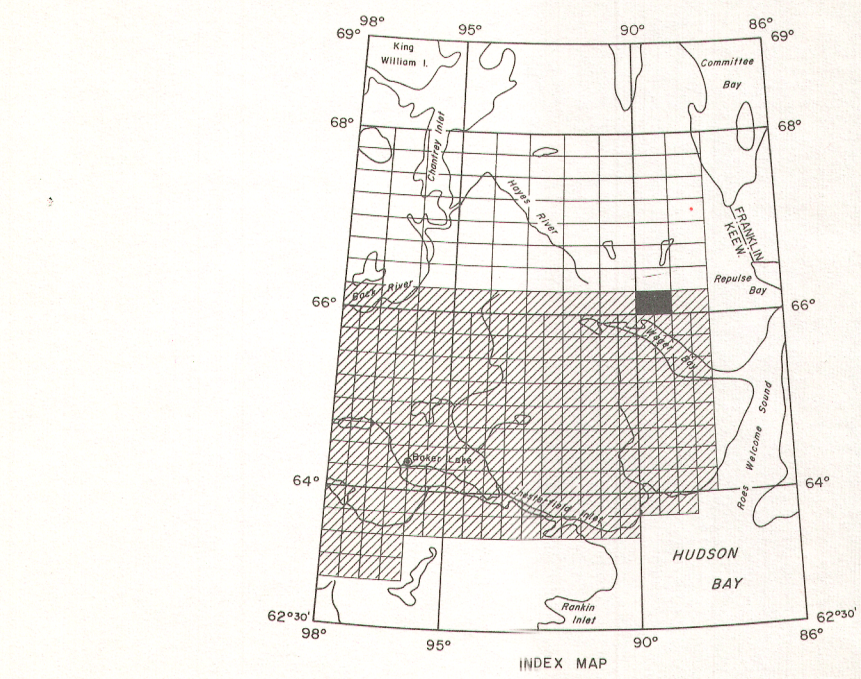 98°
95°
90°
86°
69°
69°
King
William I.
Committee
Bay
68°
68°
Chantrey Inlet
Hayes
River
FRANKLIN
KEEW.
Repulse
Bay
Back River
66°
66°
Wager Bay
Roes Welcome Sound
Baker Lake
64°
64°
Chesterfield Inlet
HUDSON
BAY
Rankin
Inlet
62°30'
62°30'
98°
95°
90°
86°
INDEX MAP